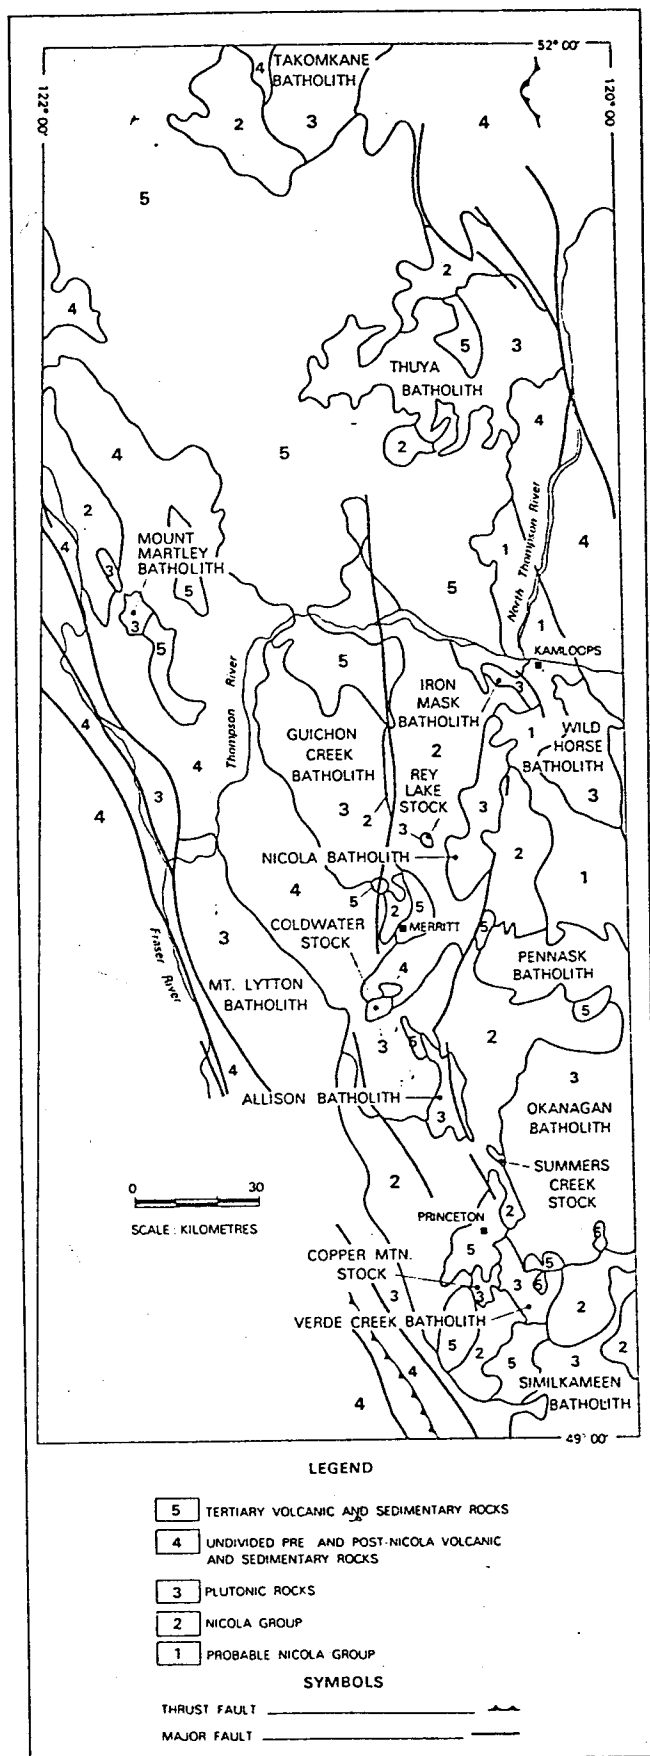 52° 00'
122° 00'
120° 00'
TAKOMKANE
BATHOLITH
4
2
3
4
5
2
4
5
3
THUYA
BATHOLITH
4
4
5
2
2
North Thompson River
4
MOUNT
MARTLEY
BATHOLITH
1
4
3
5
5
3
1
5
KAMLOOPS
5
IRON
MASK
BATHOLITH
3
Thompson River
4
GUICHON
CREEK
BATHOLITH
1
WILD
HORSE
BATHOLITH
2
4
REY
LAKE
STOCK
3
3
3
3
4
2
3
2
NICOLA BATHOLITH
1
4
5
2
5
COLDWATER
STOCK
MERRITT
5
3
PENNASK
BATHOLITH
Fraser River
MT. LYTTON
BATHOLITH
4
5
2
3
5
4
3
ALLISON BATHOLITH
3
OKANAGAN
BATHOLITH
SUMMERS
CREEK
STOCK
2
0 30
SCALE : KILOMETRES
PRINCETON
2
5
5
COPPER MTN.
STOCK
5
3
3
5
3
2
VERDE CREEK BATHOLITH
5
2
5
3
2
4
SIMILKAMEEN
BATHOLITH
4
49° 00'
LEGEND
5 TERTIARY VOLCANIC AND SEDIMENTARY ROCKS
4 UNDIVIDED PRE AND POST-NICOLA VOLCANIC
AND SEDIMENTARY ROCKS
3 PLUTONIC ROCKS
2 NICOLA GROUP
1 PROBABLE NICOLA GROUP
SYMBOLS
THRUST FAULT
MAJOR FAULT